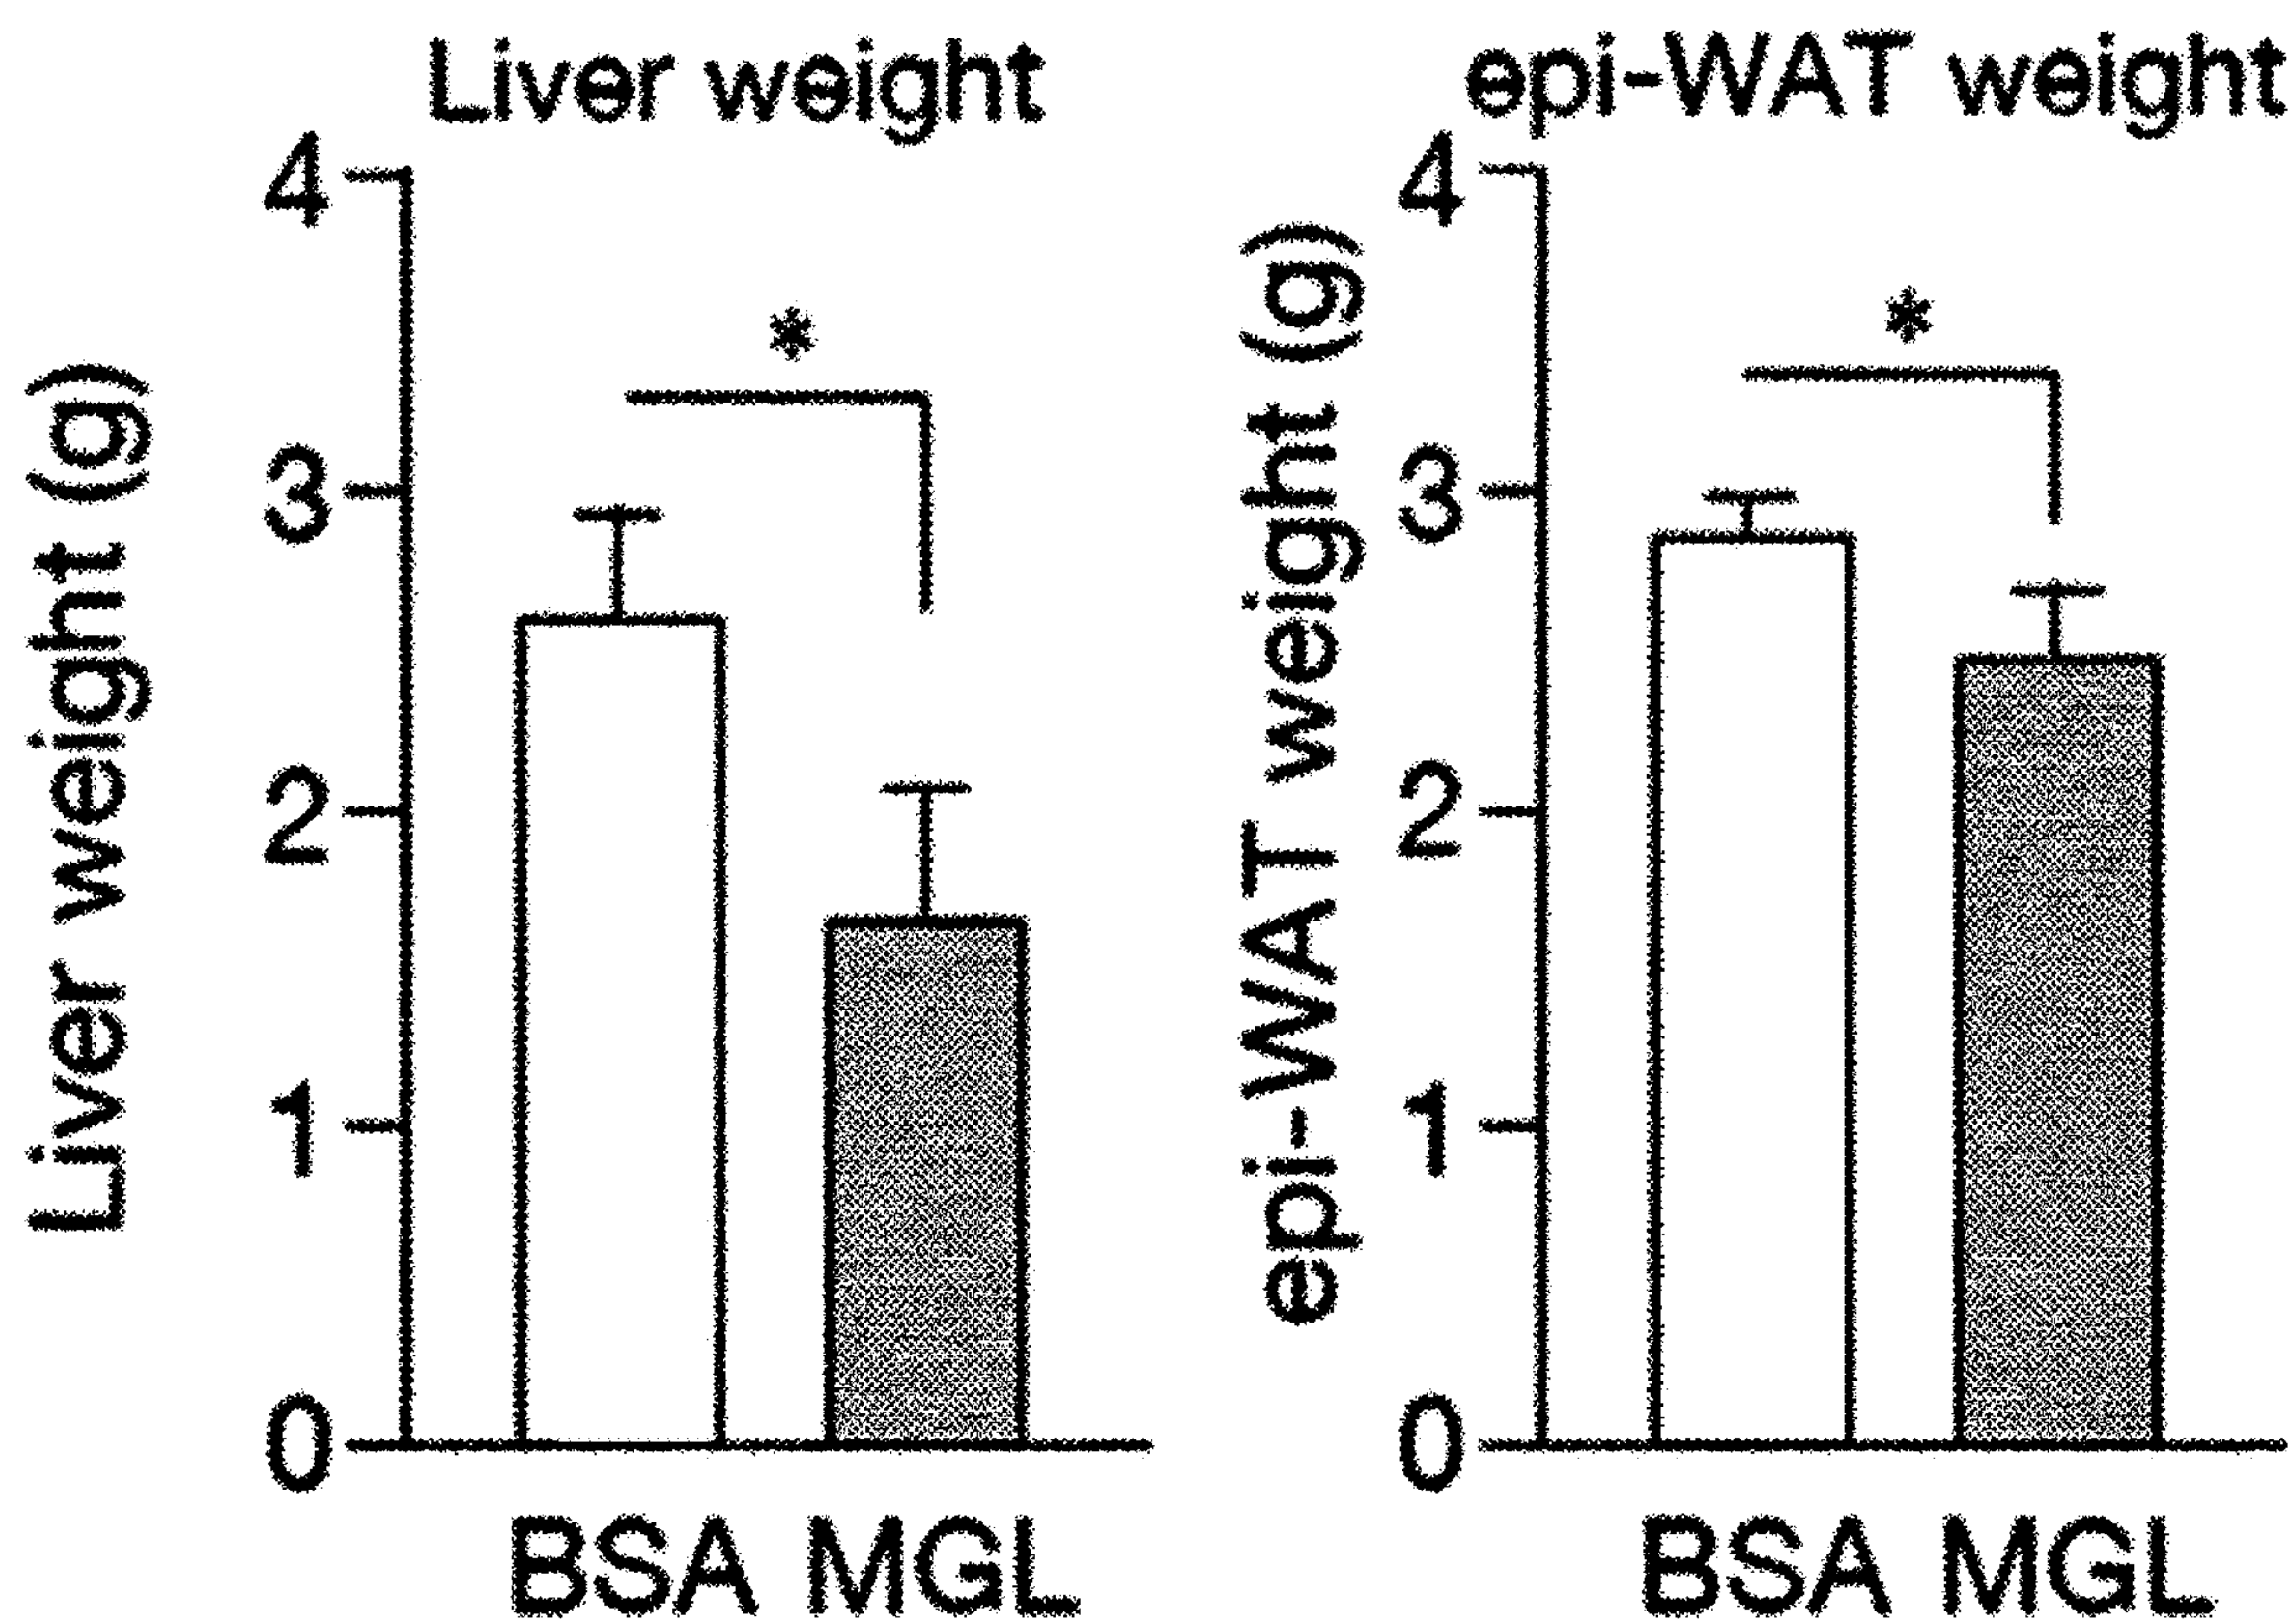 Liver weight
Liver weight (g)
4
*
3
2
1
0
BSA MGL
epi-WAT weight
epi-WAT weight (g)
4
*
3
2
1
0
BSA MGL